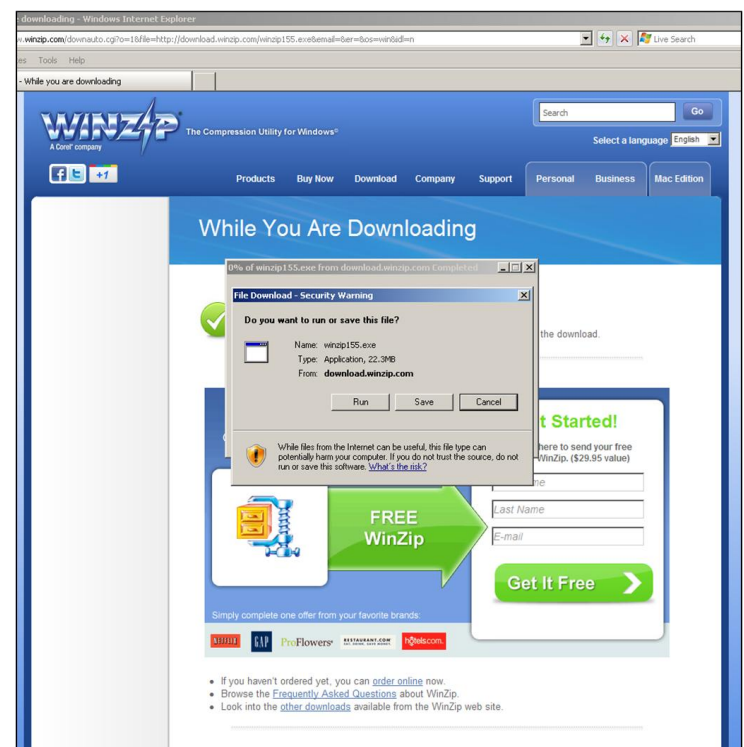 downloading - Windows Internet Explorer
w.winzip.com/downauto.cgi?o=1&file=http://download.winzip.com/winzip155.exe&email=&er=&os=win&idl=n
Live Search
Tools Help
- While you are downloading
WINZIP
The Compression Utility for Windows®
A Corel® company
Search
Go
Select a language English
+1
Products Buy Now Download Company Support Personal Business Mac Edition
While You Are Downloading
0% of winzip155.exe from download.winzip.com Completed
File Download - Security Warning
Do you want to run or save this file?
Name: winzip155.exe
Type: Application, 22.3MB
From: download.winzip.com
Run Save Cancel
While files from the Internet can be useful, this file type can
potentially harm your computer. If you do not trust the source, do not
run or save this software. What's the risk?
the download.
t Started!
here to send your free
WinZip. ($29.95 value)
me
Last Name
E-mail
FREE
WinZip
Get It Free
Simply complete one offer from your favorite brands:
NETFLIX GAP ProFlowers RESTAURANT.COM hotels.com.
If you haven't ordered yet, you can order online now.
Browse the Frequently Asked Questions about WinZip.
Look into the other downloads available from the WinZip web site.